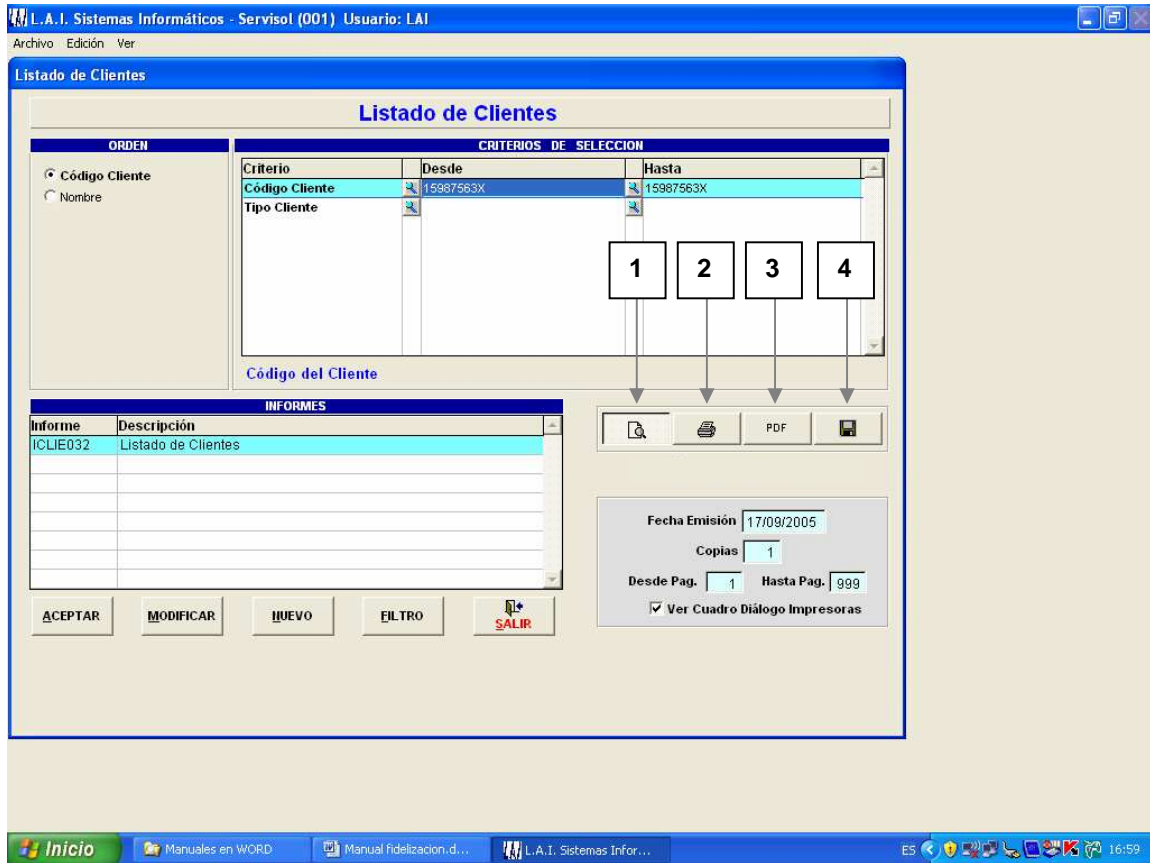 L.A.I. Sistemas Informáticos - Servisol (001) Usuario: LAI
Archivo Edición Ver
Listado de Clientes
Listado de Clientes
ORDEN
Código Cliente
Nombre
CRITERIOS DE SELECCION
Criterio Desde Hasta
Código Cliente 15987563X 15987563X
Tipo Cliente
1 2 3 4
Código del Cliente
INFORMES
Informe Descripción
ICLIE032 Listado de Clientes
PDF
Fecha Emisión 17/09/2005
Copias 1
Desde Pag. 1 Hasta Pag. 999
Ver Cuadro Diálogo Impresoras
ACEPTAR MODIFICAR NUEVO FILTRO SALIR
Inicio Manuales en WORD Manual fidelizacion.d... L.A.I. Sistemas Infor... ES 16:59